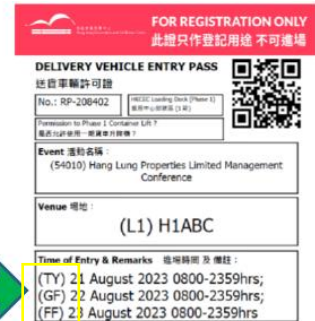 FOR REGISTRATION ONLY
此證只作登記用途 不可進場
DELIVERY VEHICLE ENTRY PASS
送貨車輛許可證
No.: RP-208402
HKCEC Loading Dock (Phase 1)
Permission to Phase 1 Container Lift ?
Event 活動名稱 :
(54010) Hang Lung Properties Limited Management
Conference
Venue 場地 :
(L1) H1ABC
Time of Entry & Remarks 進場時間 及 備註 :
(TY) 21 August 2023 0800-2359hrs;
(GF) 22 August 2023 0800-2359hrs;
(FF) 23 August 2023 0800-2359hrs